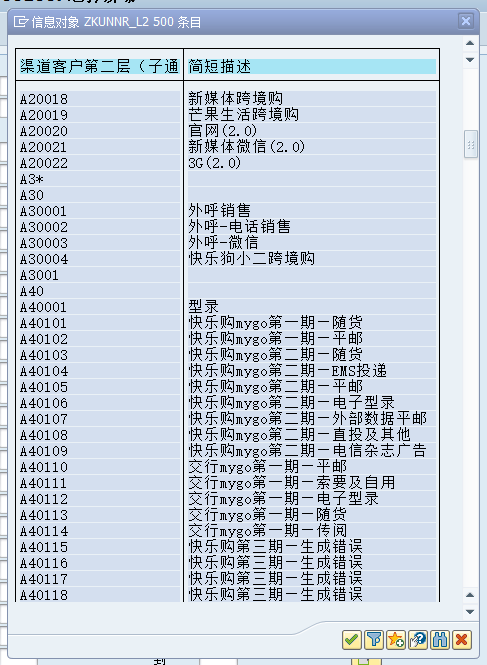 信息对象 ZKUNNR_L2 500 条目
渠道客户第二层（子通 简短描述
A20018 新媒体跨境购
A20019 芒果生活跨境购
A20020 官网(2.0)
A20021 新媒体微信(2.0)
A20022 3G(2.0)
A3*
A30
A30001 外呼销售
A30002 外呼-电话销售
A30003 外呼-微信
A30004 快乐狗小二跨境购
A3001
A40
A40001 型录
A40101 快乐购mygo第一期－随货
A40102 快乐购mygo第一期－平邮
A40103 快乐购mygo第二期－随货
A40104 快乐购mygo第二期－EMS投递
A40105 快乐购mygo第二期－平邮
A40106 快乐购mygo第二期－电子型录
A40107 快乐购mygo第二期－外部数据平邮
A40108 快乐购mygo第二期－直投及其他
A40109 快乐购mygo第二期－电信杂志广告
A40110 交行mygo第一期－平邮
A40111 交行mygo第一期－索要及自用
A40112 交行mygo第一期－电子型录
A40113 交行mygo第一期－随货
A40114 交行mygo第一期－传阅
A40115 快乐购第三期－生成错误
A40116 快乐购第三期－生成错误
A40117 快乐购第三期－生成错误
A40118 快乐购第三期－生成错误
到